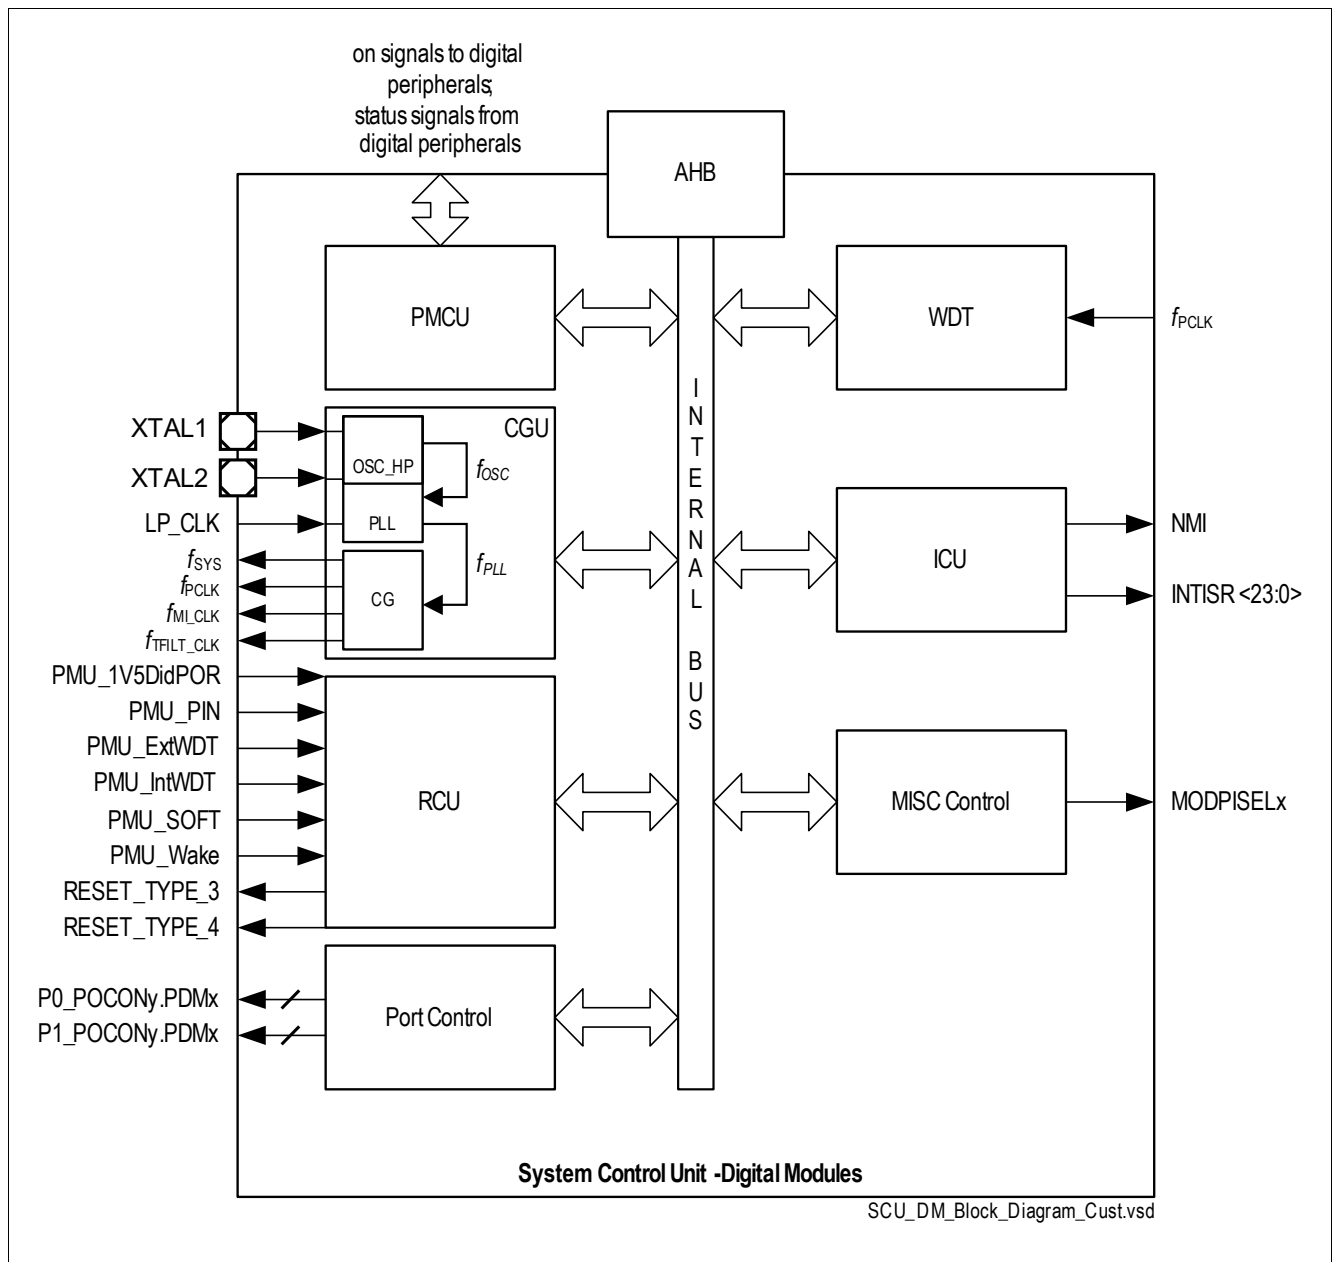 on signals to digital
peripherals;
status signals from
digital peripherals
AHB
PMCU
WDT
fPCLK
INTERNAL BUS
XTAL1
XTAL2
LP_CLK
fSYS
fPCLK
fMI_CLK
fTFILT_CLK
CGU
OSC_HP
fOSC
PLL
fPLL
CG
ICU
NMI
INTISR <23:0>
PMU_1V5DidPOR
PMU_PIN
PMU_ExtWDT
PMU_IntWDT
PMU_SOFT
PMU_Wake
RESET_TYPE_3
RESET_TYPE_4
RCU
MISC Control
MODPISELx
P0_POCONy.PDMx
P1_POCONy.PDMx
Port Control
System Control Unit -Digital Modules
SCU_DM_Block_Diagram_Cust.vsd